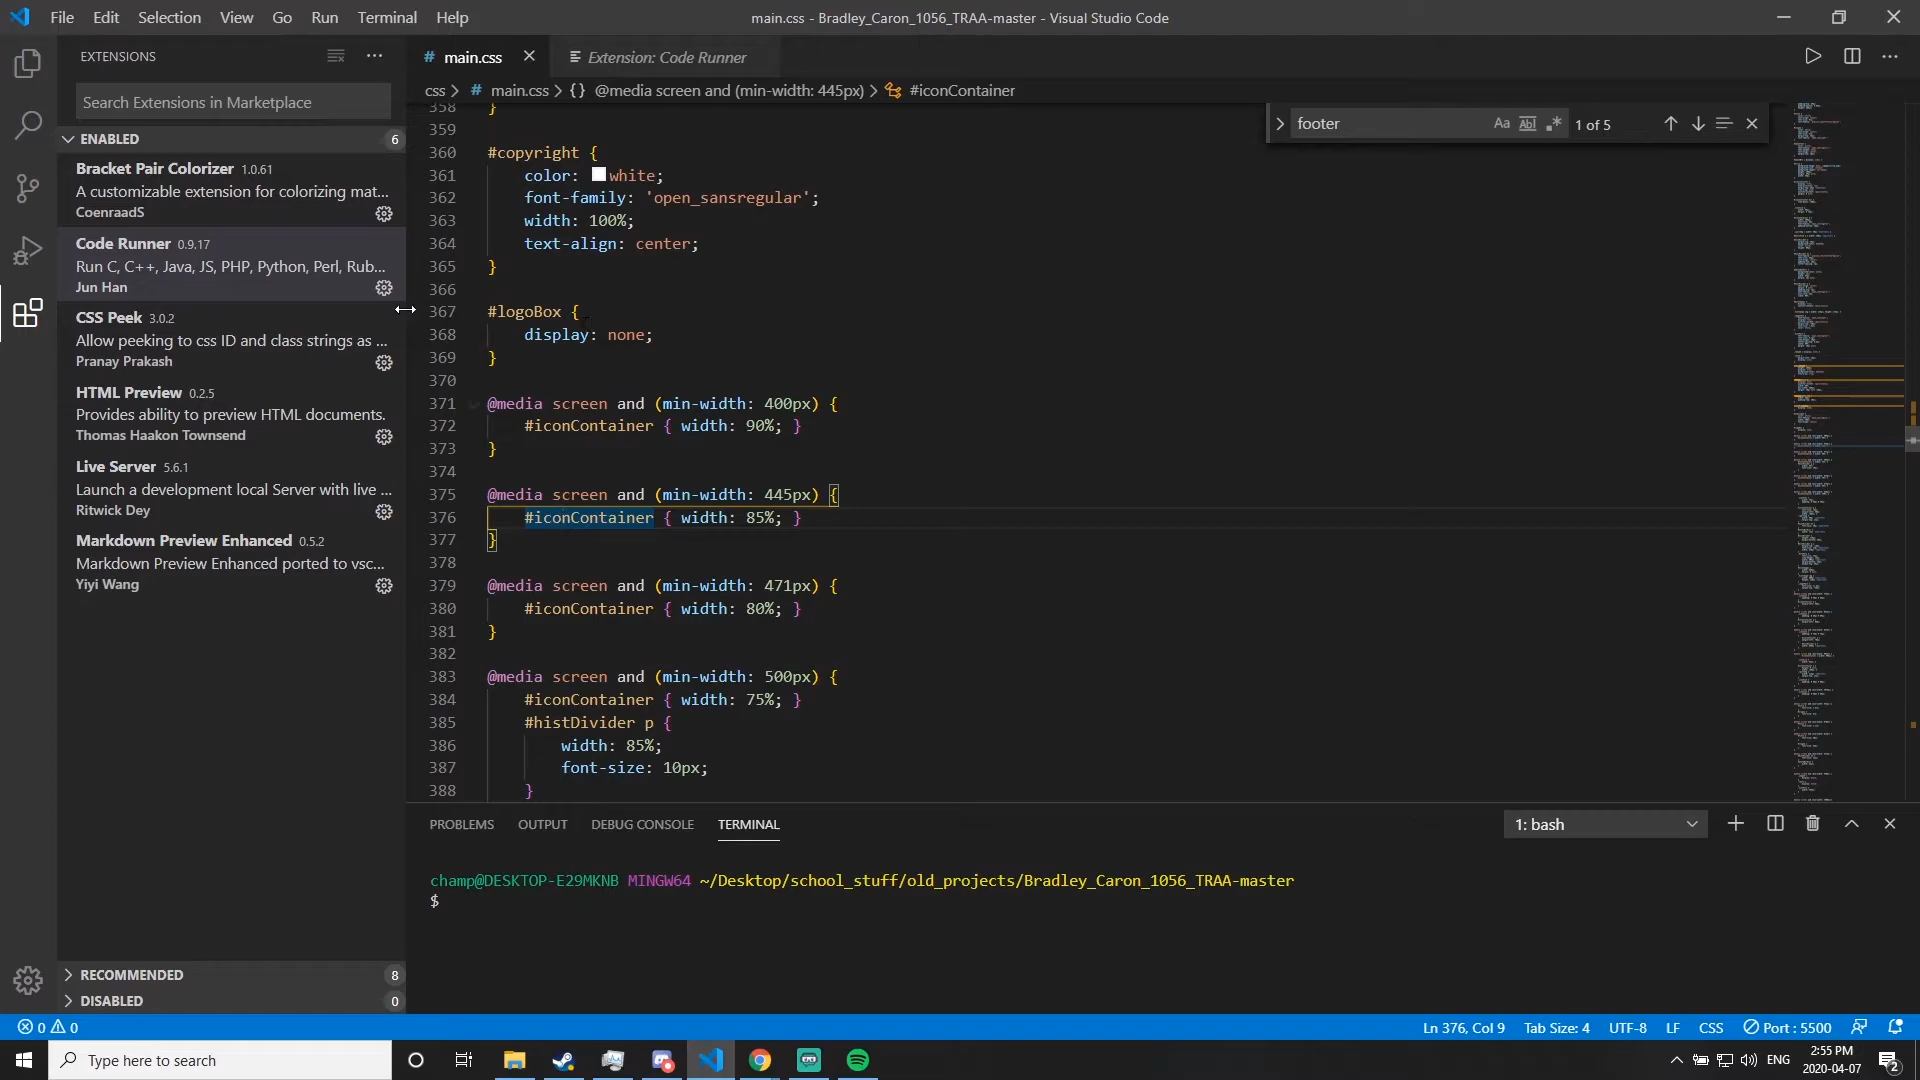 File Edit Selection View Go Run Terminal Help
main.css - Bradley_Caron_1056_TRAA-master - Visual Studio Code
EXTENSIONS
Search Extensions in Marketplace
ENABLED 6
Bracket Pair Colorizer 1.0.61
A customizable extension for colorizing mat...
CoenraadS
Code Runner 0.9.17
Run C, C++, Java, JS, PHP, Python, Perl, Rub...
Jun Han
CSS Peek 3.0.2
Allow peeking to css ID and class strings as ...
Pranay Prakash
HTML Preview 0.2.5
Provides ability to preview HTML documents.
Thomas Haakon Townsend
Live Server 5.6.1
Launch a development local Server with live ...
Ritwick Dey
Markdown Preview Enhanced 0.5.2
Markdown Preview Enhanced ported to vsc...
Yiyi Wang
RECOMMENDED 8
DISABLED 0
# main.css
Extension: Code Runner
css > # main.css > {} @media screen and (min-width: 445px) > #iconContainer
footer Aa Abl .* 1 of 5
358 }
359
360 #copyright {
361 color: white;
362 font-family: 'open_sansregular';
363 width: 100%;
364 text-align: center;
365 }
366
367 #logoBox {
368 display: none;
369 }
370
371 @media screen and (min-width: 400px) {
372 #iconContainer { width: 90%; }
373 }
374
375 @media screen and (min-width: 445px) {
376 #iconContainer { width: 85%; }
377 }
378
379 @media screen and (min-width: 471px) {
380 #iconContainer { width: 80%; }
381 }
382
383 @media screen and (min-width: 500px) {
384 #iconContainer { width: 75%; }
385 #histDivider p {
386 width: 85%;
387 font-size: 10px;
388 }
PROBLEMS OUTPUT DEBUG CONSOLE TERMINAL
1: bash
champ@DESKTOP-E29MKNB MINGW64 ~/Desktop/school_stuff/old_projects/Bradley_Caron_1056_TRAA-master
$
0 0
Ln 376, Col 9 Tab Size: 4 UTF-8 LF CSS Port : 5500
Type here to search
ENG
2:55 PM
2020-04-07
2